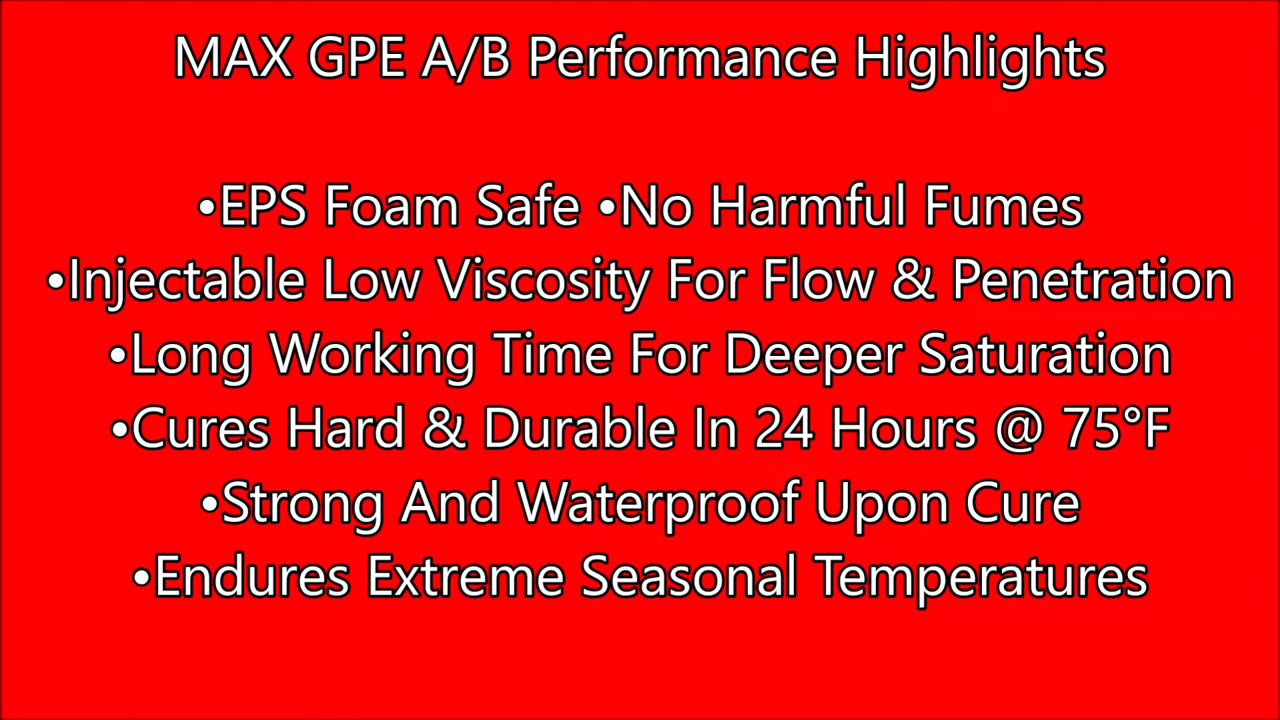 MAX GPE A/B Performance Highlights
•EPS Foam Safe •No Harmful Fumes
•Injectable Low Viscosity For Flow & Penetration
•Long Working Time For Deeper Saturation
•Cures Hard & Durable In 24 Hours @ 75°F
•Strong And Waterproof Upon Cure
•Endures Extreme Seasonal Temperatures